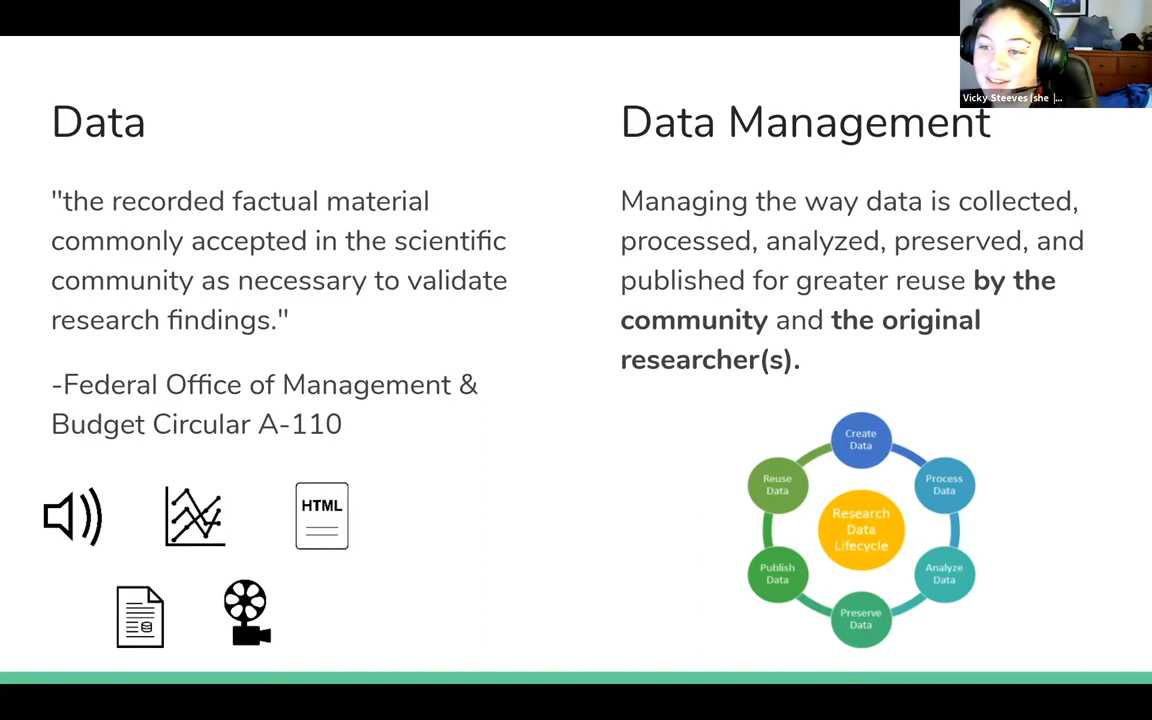 Vicky Steeves (she |...
Data
"the recorded factual material
commonly accepted in the scientific
community as necessary to validate
research findings."
-Federal Office of Management &
Budget Circular A-110
HTML
Data Management
Managing the way data is collected,
processed, analyzed, preserved, and
published for greater reuse by the
community and the original
researcher(s).
Create
Data
Process
Data
Analyze
Data
Preserve
Data
Publish
Data
Reuse
Data
Research
Data
Lifecycle